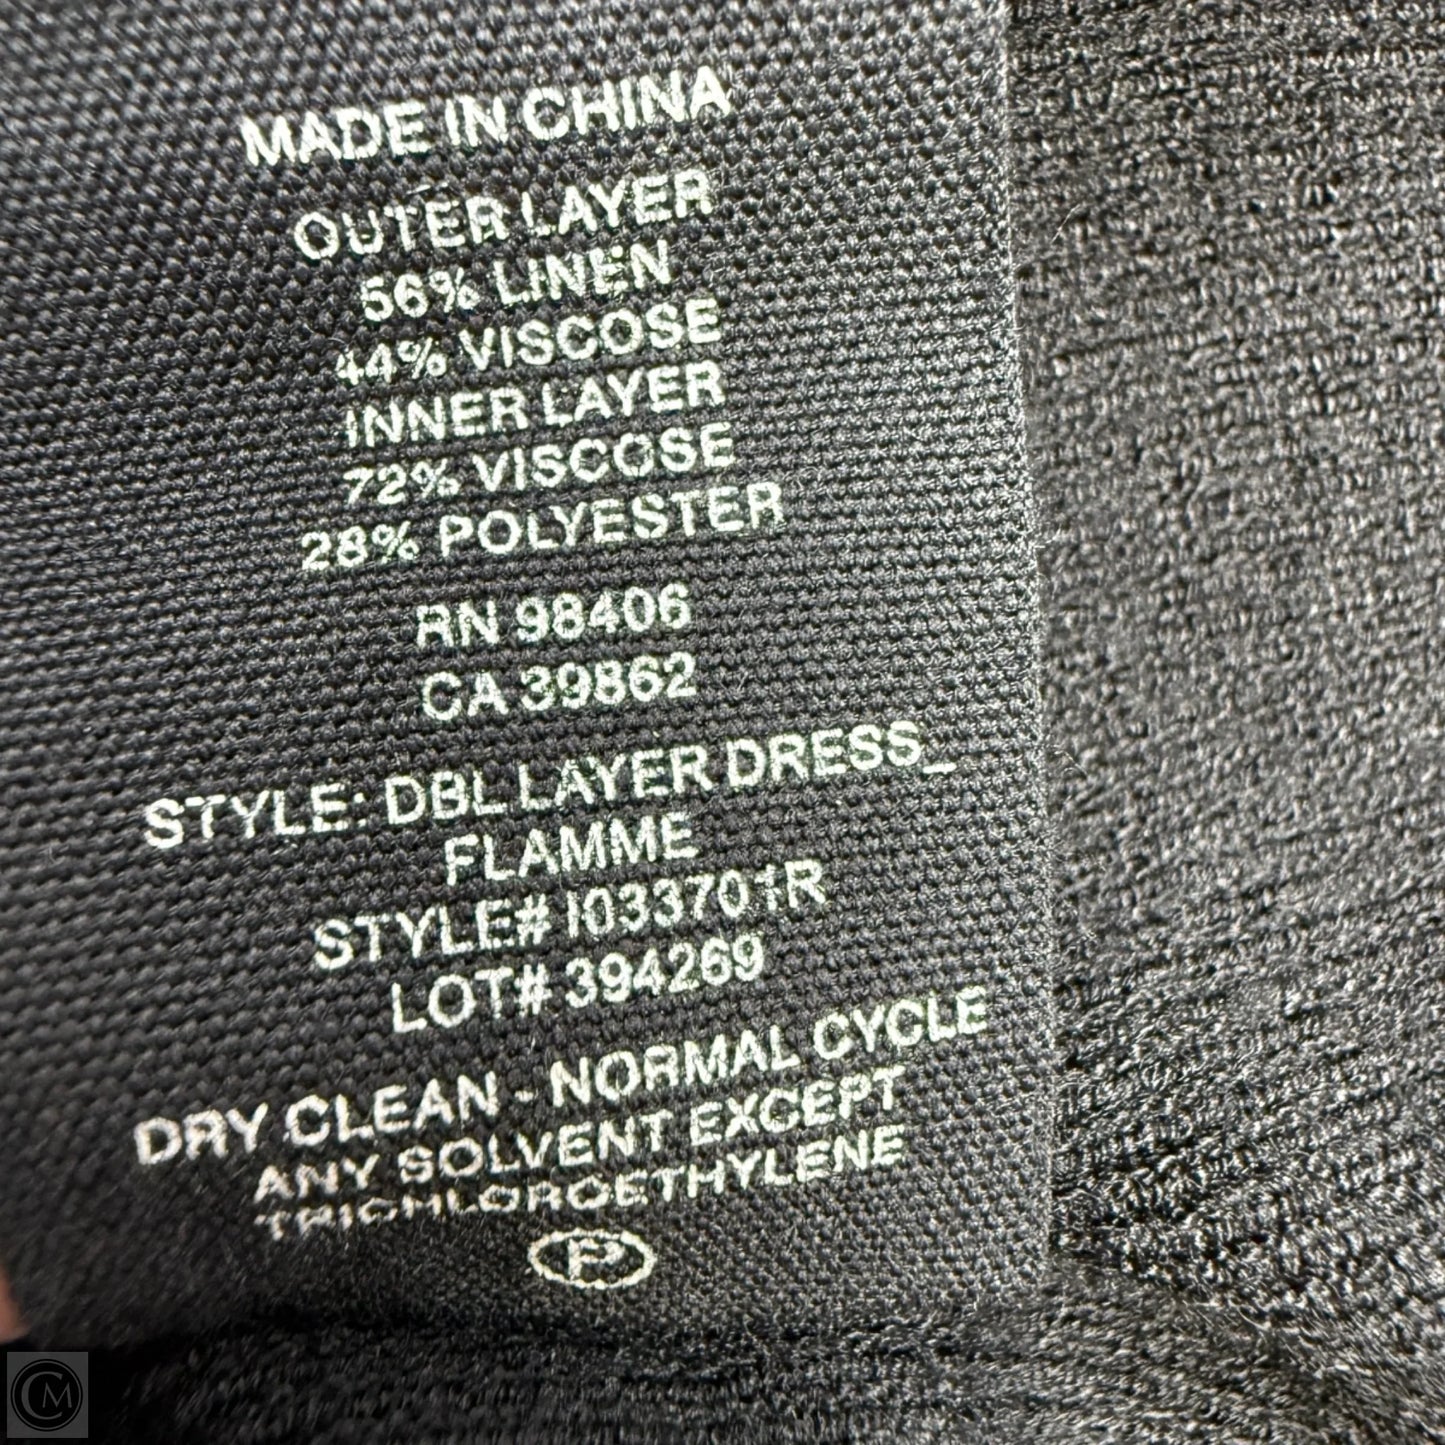 MADE IN CHINA
OUTER LAYER
56% LINEN
44% VISCOSE
INNER LAYER
72% VISCOSE
28% POLYESTER
RN 98406
CA 39862
STYLE: DBL LAYER DRESS_
FLAMME
STYLE# I033701R
LOT# 394269
DRY CLEAN - NORMAL CYCLE
ANY SOLVENT EXCEPT
TRICHLOROETHYLENE
P
CM